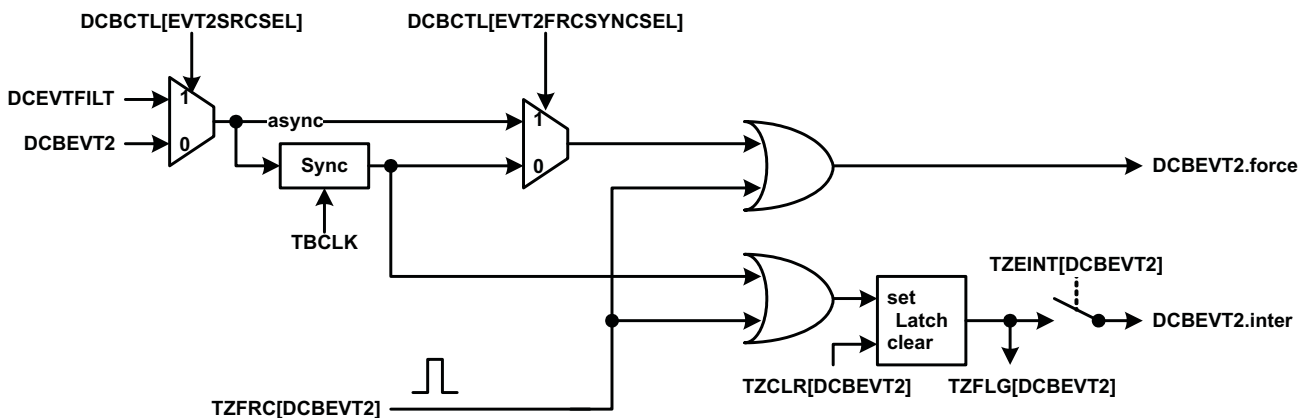 DCBCTL[EVT2SRCSEL]
DCBCTL[EVT2FRCSYNCSEL]
DCEVTFILT
1
async
1
DCBEVT2
0
Sync
0
DCBEVT2.force
TBCLK
TZEINT[DCBEVT2]
set
Latch
DCBEVT2.inter
clear
TZCLR[DCBEVT2]
TZFLG[DCBEVT2]
TZFRC[DCBEVT2]